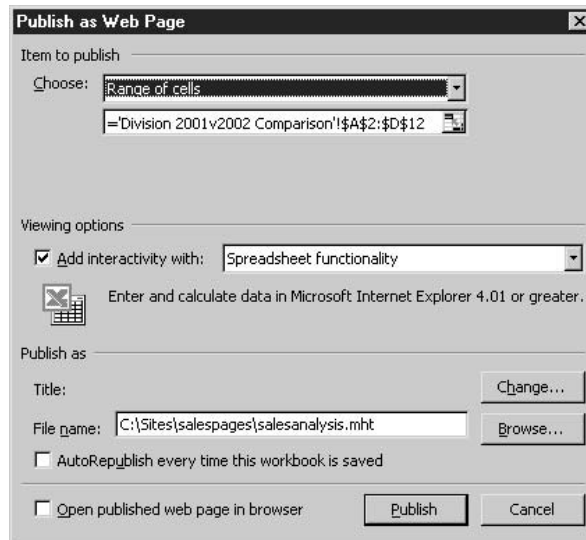 Publish as Web Page
Item to publish
Choose: Range of cells
='Division 2001v2002 Comparison'!$A$2:$D$12
Viewing options
Add interactivity with: Spreadsheet functionality
Enter and calculate data in Microsoft Internet Explorer 4.01 or greater.
Publish as
Title: Change...
File name: C:\Sites\salespages\salesanalysis.mht Browse...
AutoRepublish every time this workbook is saved
Open published web page in browser Publish Cancel